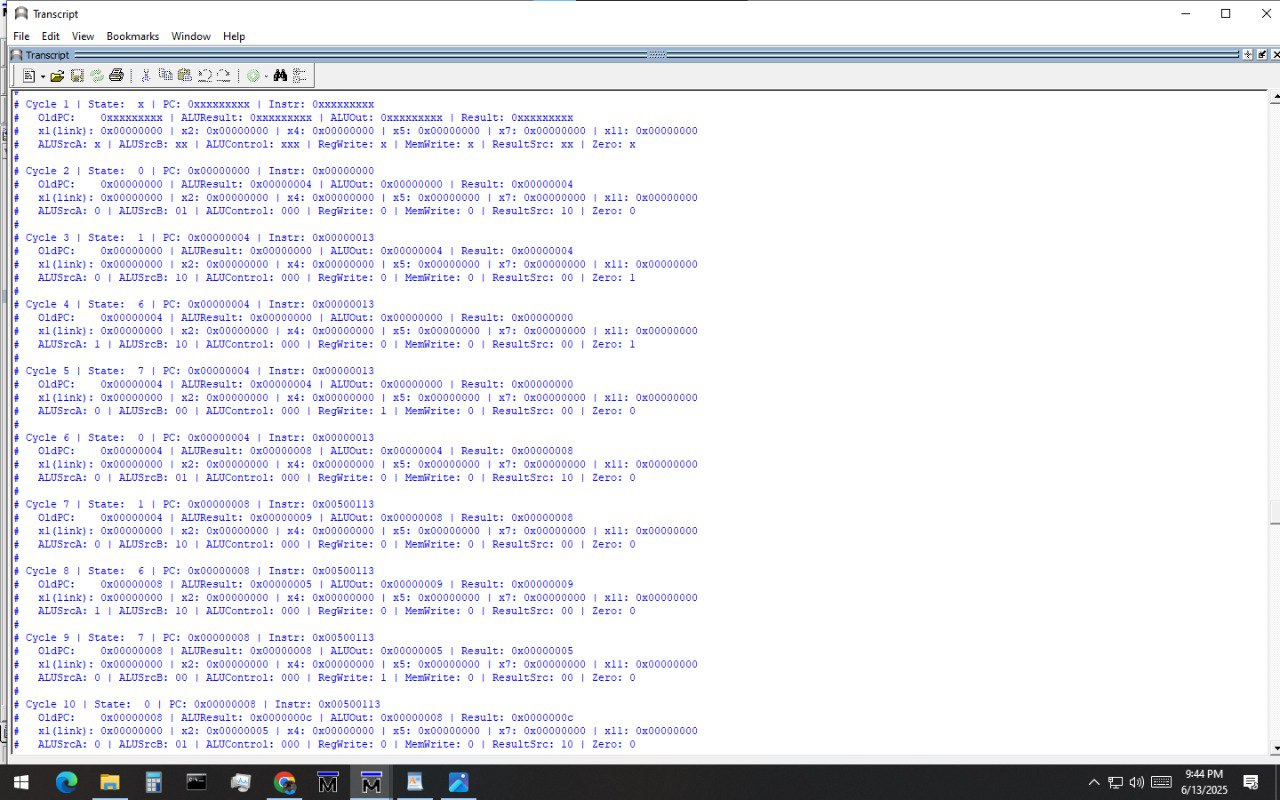 Transcript
File Edit View Bookmarks Window Help
Transcript
#
# Cycle 1 | State: x | PC: 0xxxxxxxxx | Instr: 0xxxxxxxxx
# OldPC: 0xxxxxxxxx | ALUResult: 0xxxxxxxxx | ALUOut: 0xxxxxxxxx | Result: 0xxxxxxxxx
# x1(link): 0x00000000 | x2: 0x00000000 | x4: 0x00000000 | x5: 0x00000000 | x7: 0x00000000 | x11: 0x00000000
# ALUSrcA: x | ALUSrcB: xx | ALUControl: xxx | RegWrite: x | MemWrite: x | ResultSrc: xx | Zero: x
#
# Cycle 2 | State: 0 | PC: 0x00000000 | Instr: 0x00000000
# OldPC: 0x00000000 | ALUResult: 0x00000004 | ALUOut: 0x00000000 | Result: 0x00000004
# x1(link): 0x00000000 | x2: 0x00000000 | x4: 0x00000000 | x5: 0x00000000 | x7: 0x00000000 | x11: 0x00000000
# ALUSrcA: 0 | ALUSrcB: 01 | ALUControl: 000 | RegWrite: 0 | MemWrite: 0 | ResultSrc: 10 | Zero: 0
#
# Cycle 3 | State: 1 | PC: 0x00000004 | Instr: 0x00000013
# OldPC: 0x00000000 | ALUResult: 0x00000000 | ALUOut: 0x00000004 | Result: 0x00000004
# x1(link): 0x00000000 | x2: 0x00000000 | x4: 0x00000000 | x5: 0x00000000 | x7: 0x00000000 | x11: 0x00000000
# ALUSrcA: 0 | ALUSrcB: 10 | ALUControl: 000 | RegWrite: 0 | MemWrite: 0 | ResultSrc: 00 | Zero: 1
#
# Cycle 4 | State: 6 | PC: 0x00000004 | Instr: 0x00000013
# OldPC: 0x00000004 | ALUResult: 0x00000000 | ALUOut: 0x00000000 | Result: 0x00000000
# x1(link): 0x00000000 | x2: 0x00000000 | x4: 0x00000000 | x5: 0x00000000 | x7: 0x00000000 | x11: 0x00000000
# ALUSrcA: 1 | ALUSrcB: 10 | ALUControl: 000 | RegWrite: 0 | MemWrite: 0 | ResultSrc: 00 | Zero: 1
#
# Cycle 5 | State: 7 | PC: 0x00000004 | Instr: 0x00000013
# OldPC: 0x00000004 | ALUResult: 0x00000004 | ALUOut: 0x00000000 | Result: 0x00000000
# x1(link): 0x00000000 | x2: 0x00000000 | x4: 0x00000000 | x5: 0x00000000 | x7: 0x00000000 | x11: 0x00000000
# ALUSrcA: 0 | ALUSrcB: 00 | ALUControl: 000 | RegWrite: 1 | MemWrite: 0 | ResultSrc: 00 | Zero: 0
#
# Cycle 6 | State: 0 | PC: 0x00000004 | Instr: 0x00000013
# OldPC: 0x00000004 | ALUResult: 0x00000008 | ALUOut: 0x00000004 | Result: 0x00000008
# x1(link): 0x00000000 | x2: 0x00000000 | x4: 0x00000000 | x5: 0x00000000 | x7: 0x00000000 | x11: 0x00000000
# ALUSrcA: 0 | ALUSrcB: 01 | ALUControl: 000 | RegWrite: 0 | MemWrite: 0 | ResultSrc: 10 | Zero: 0
#
# Cycle 7 | State: 1 | PC: 0x00000008 | Instr: 0x00500113
# OldPC: 0x00000004 | ALUResult: 0x00000009 | ALUOut: 0x00000008 | Result: 0x00000008
# x1(link): 0x00000000 | x2: 0x00000000 | x4: 0x00000000 | x5: 0x00000000 | x7: 0x00000000 | x11: 0x00000000
# ALUSrcA: 0 | ALUSrcB: 10 | ALUControl: 000 | RegWrite: 0 | MemWrite: 0 | ResultSrc: 00 | Zero: 0
#
# Cycle 8 | State: 6 | PC: 0x00000008 | Instr: 0x00500113
# OldPC: 0x00000008 | ALUResult: 0x00000005 | ALUOut: 0x00000009 | Result: 0x00000009
# x1(link): 0x00000000 | x2: 0x00000000 | x4: 0x00000000 | x5: 0x00000000 | x7: 0x00000000 | x11: 0x00000000
# ALUSrcA: 1 | ALUSrcB: 10 | ALUControl: 000 | RegWrite: 0 | MemWrite: 0 | ResultSrc: 00 | Zero: 0
#
# Cycle 9 | State: 7 | PC: 0x00000008 | Instr: 0x00500113
# OldPC: 0x00000008 | ALUResult: 0x00000008 | ALUOut: 0x00000005 | Result: 0x00000005
# x1(link): 0x00000000 | x2: 0x00000000 | x4: 0x00000000 | x5: 0x00000000 | x7: 0x00000000 | x11: 0x00000000
# ALUSrcA: 0 | ALUSrcB: 00 | ALUControl: 000 | RegWrite: 1 | MemWrite: 0 | ResultSrc: 00 | Zero: 0
#
# Cycle 10 | State: 0 | PC: 0x00000008 | Instr: 0x00500113
# OldPC: 0x00000008 | ALUResult: 0x0000000c | ALUOut: 0x00000008 | Result: 0x0000000c
# x1(link): 0x00000000 | x2: 0x00000005 | x4: 0x00000000 | x5: 0x00000000 | x7: 0x00000000 | x11: 0x00000000
# ALUSrcA: 0 | ALUSrcB: 01 | ALUControl: 000 | RegWrite: 0 | MemWrite: 0 | ResultSrc: 10 | Zero: 0
9:44 PM
6/13/2025